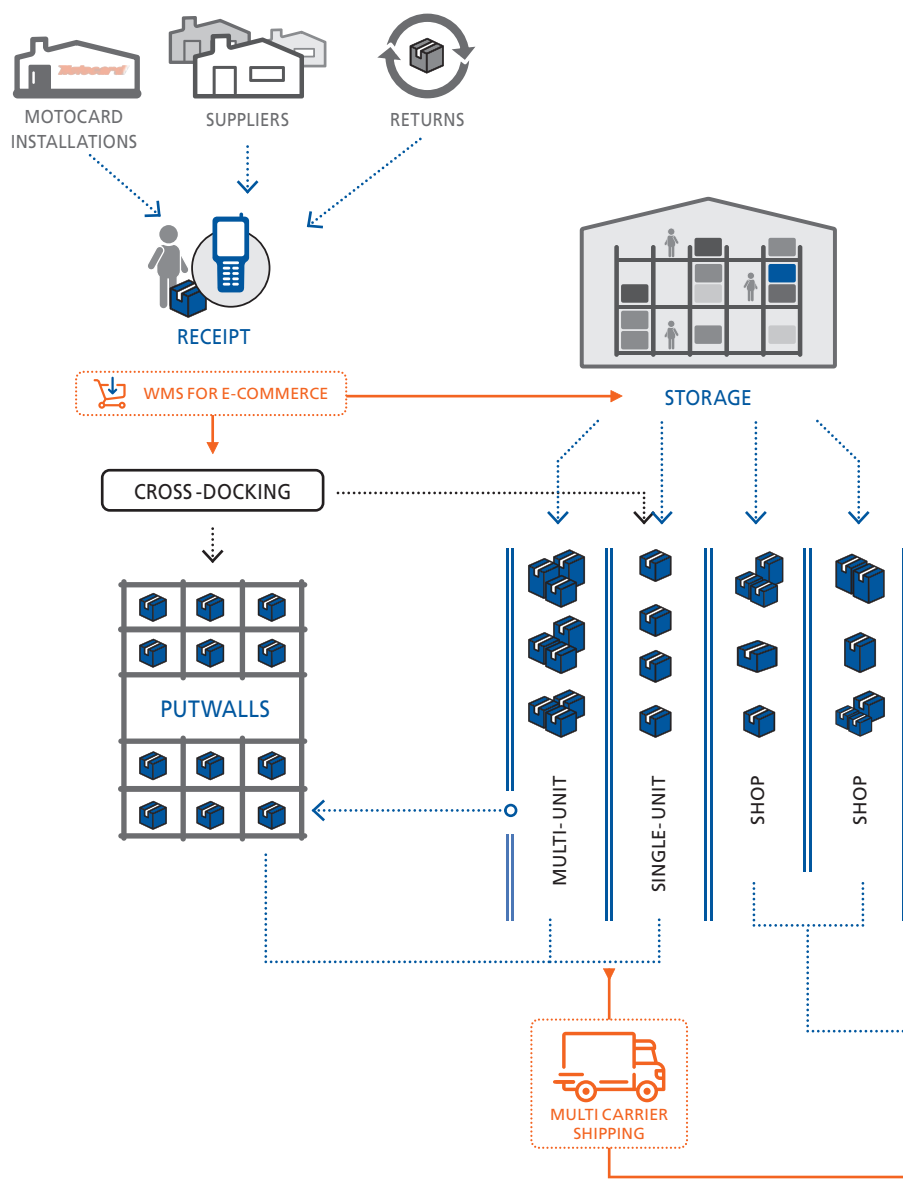 Motocard
MOTOCARD
INSTALLATIONS
SUPPLIERS
RETURNS
RECEIPT
WMS FOR E-COMMERCE
STORAGE
CROSS-DOCKING
PUTWALLS
MULTI-UNIT
SINGLE-UNIT
SHOP
SHOP
MULTI CARRIER
SHIPPING